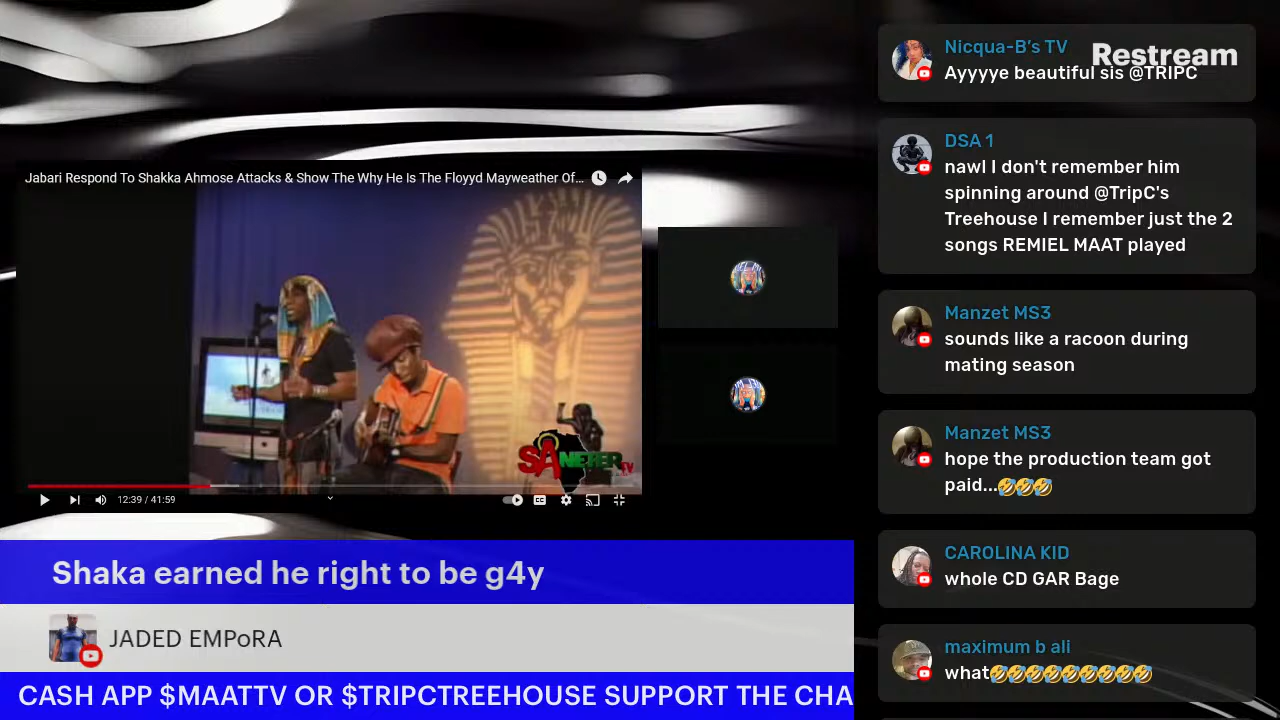 Jabari Respond To Shakka Ahmose Attacks & Show The Why He Is The Floyyd Mayweather Of...
SANETER TV
12:39 / 41:59
CC
Shaka earned he right to be g4y
JADED EMPoRA
CASH APP $MAATTV OR $TRIPCTREEHOUSE SUPPORT THE CHA
Restream
Nicqua-B's TV
Ayyyye beautiful sis @TRIPC
DSA 1
nawl I don't remember him
spinning around @TripC's
Treehouse I remember just the 2
songs REMIEL MAAT played
Manzet MS3
sounds like a racoon during
mating season
Manzet MS3
hope the production team got
paid...🤣🤣🤣
CAROLINA KID
whole CD GAR Bage
maximum b ali
what🤣🤣🤣🤣🤣🤣🤣🤣🤣